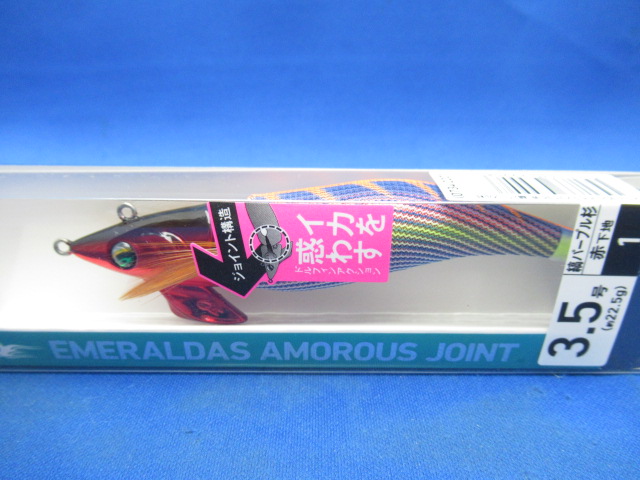 ジョイント構造
イカを
惑わす
ドルフィンアクション
EMERALDAS AMOROUS JOINT
3.5号
(約22.5g)
縞パープル杉
赤下地
1